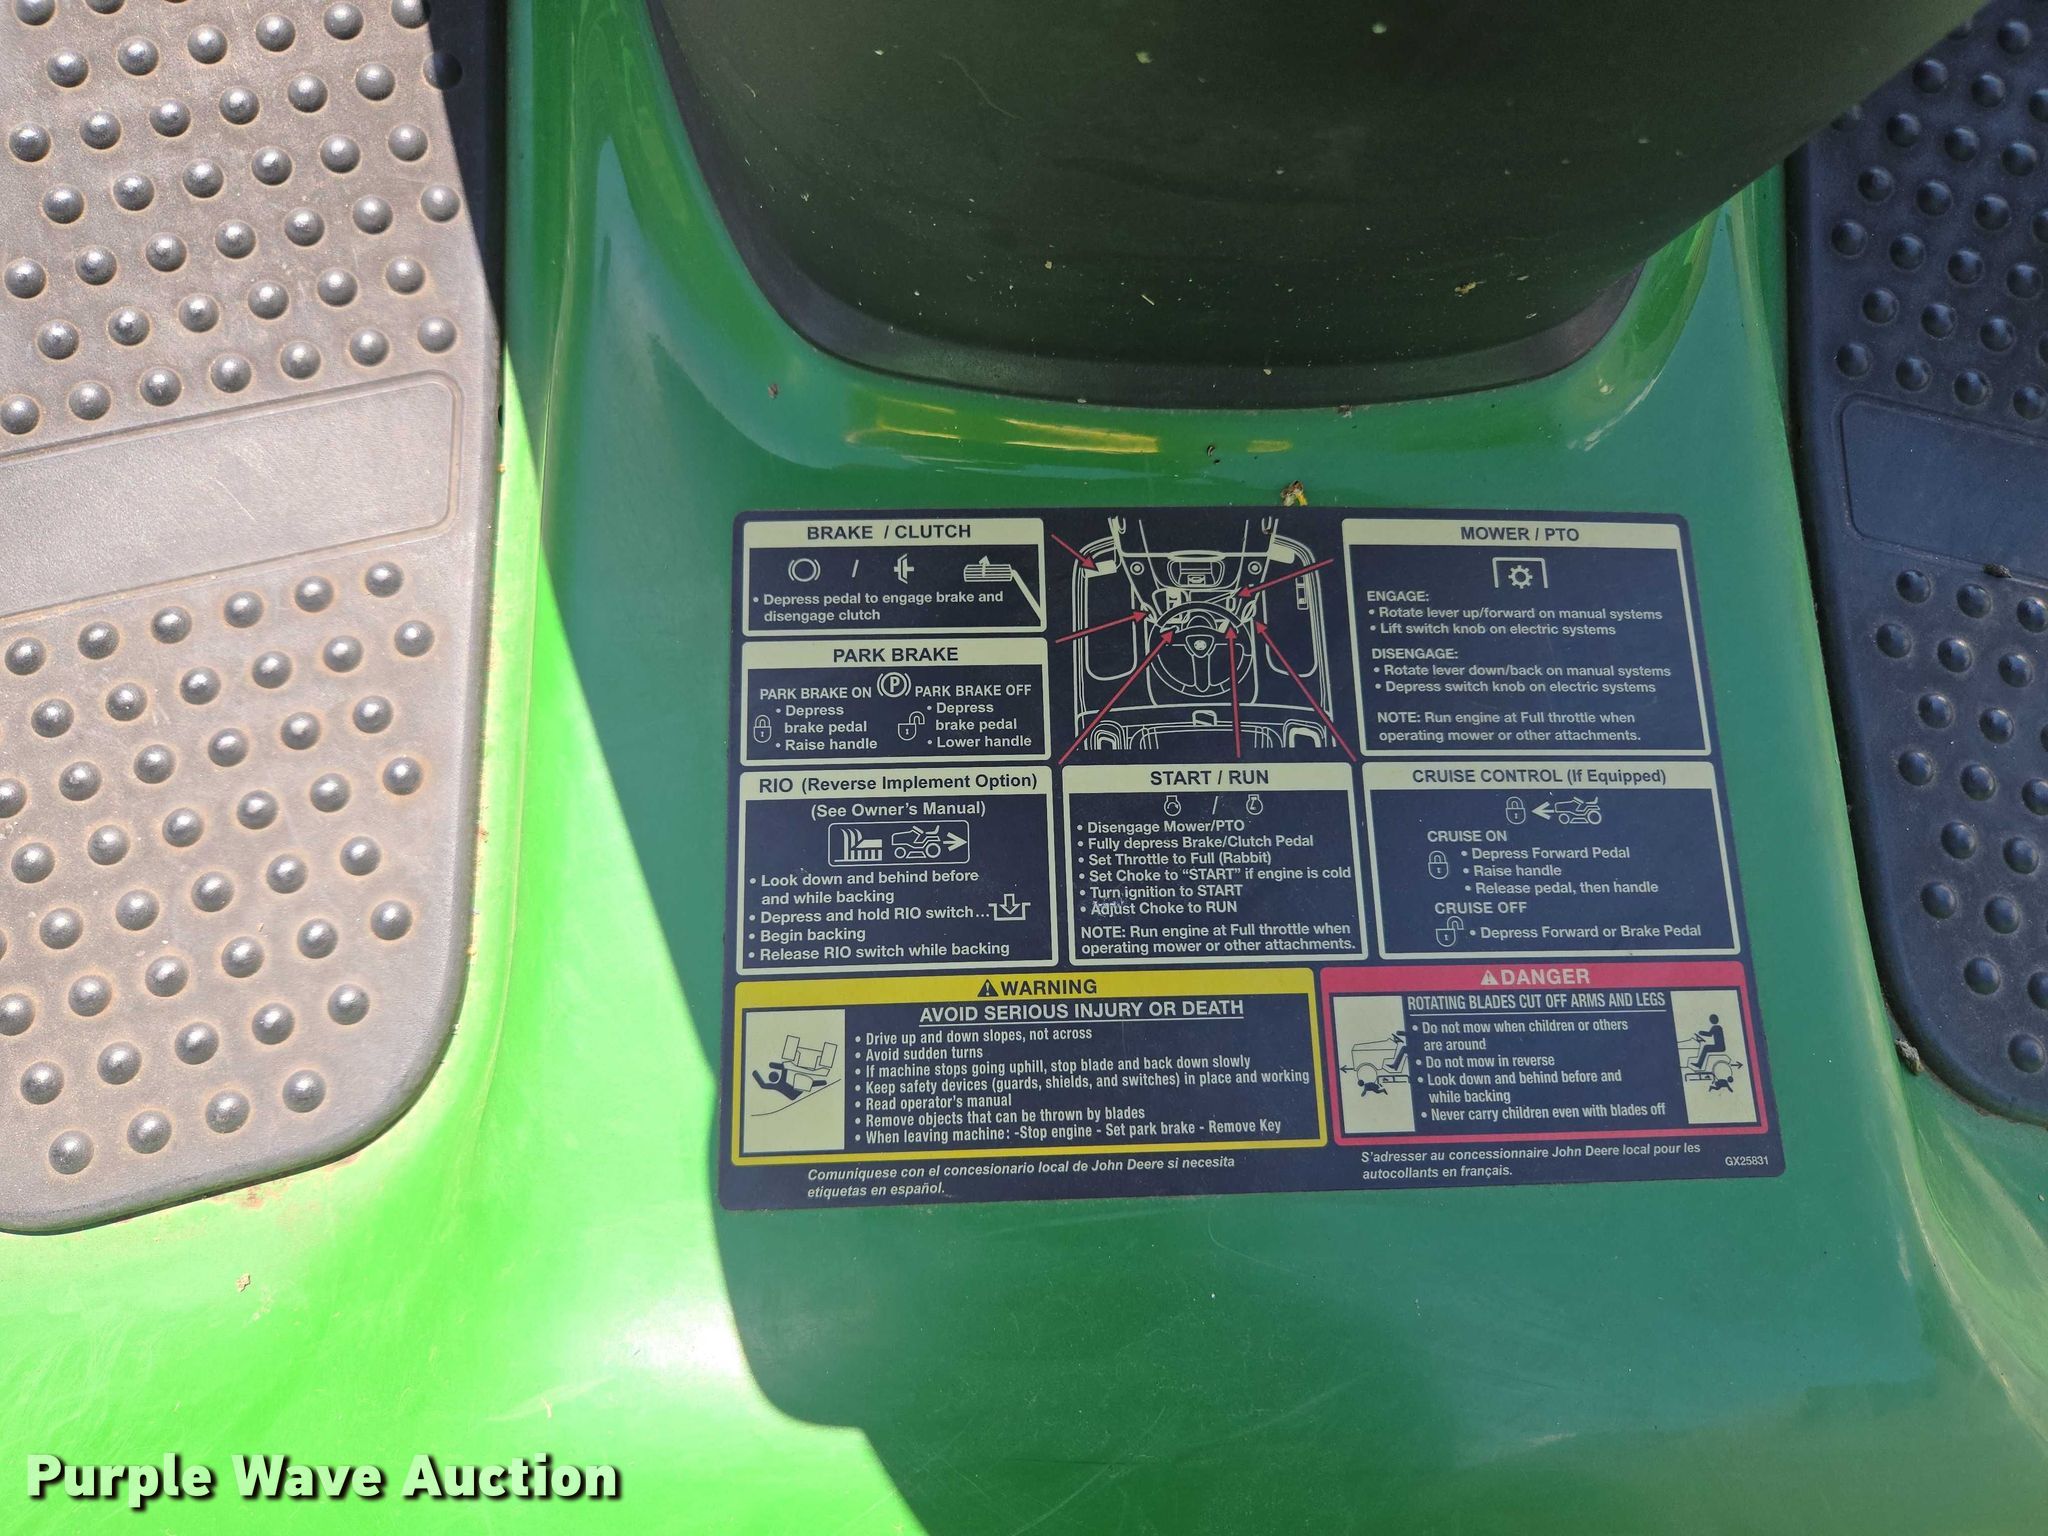 BRAKE / CLUTCH
• Depress pedal to engage brake and
disengage clutch
PARK BRAKE
PARK BRAKE ON
• Depress
brake pedal
• Raise handle
P
PARK BRAKE OFF
• Depress
brake pedal
• Lower handle
MOWER / PTO
ENGAGE:
• Rotate lever up/forward on manual systems
• Lift switch knob on electric systems
DISENGAGE:
• Rotate lever down/back on manual systems
• Depress switch knob on electric systems
NOTE: Run engine at Full throttle when
operating mower or other attachments.
RIO (Reverse Implement Option)
(See Owner's Manual)
• Look down and behind before
and while backing
• Depress and hold RIO switch...
• Begin backing
• Release RIO switch while backing
START / RUN
/
• Disengage Mower/PTO
• Fully depress Brake/Clutch Pedal
• Set Throttle to Full (Rabbit)
• Set Choke to "START" if engine is cold
• Turn ignition to START
• Adjust Choke to RUN
NOTE: Run engine at Full throttle when
operating mower or other attachments.
CRUISE CONTROL (If Equipped)
CRUISE ON
• Depress Forward Pedal
• Raise handle
• Release pedal, then handle
CRUISE OFF
• Depress Forward or Brake Pedal
WARNING
AVOID SERIOUS INJURY OR DEATH
• Drive up and down slopes, not across
• Avoid sudden turns
• If machine stops going uphill, stop blade and back down slowly
• Keep safety devices (guards, shields, and switches) in place and working
• Read operator's manual
• Remove objects that can be thrown by blades
• When leaving machine: -Stop engine - Set park brake - Remove Key
DANGER
ROTATING BLADES CUT OFF ARMS AND LEGS
• Do not mow when children or others
are around
• Do not mow in reverse
• Look down and behind before and
while backing
• Never carry children even with blades off
Comuniquese con el concesionario local de John Deere si necesita
etiquetas en español.
S'adresser au concessionnaire John Deere local pour les
autocollants en français.
GX25831
Purple Wave Auction